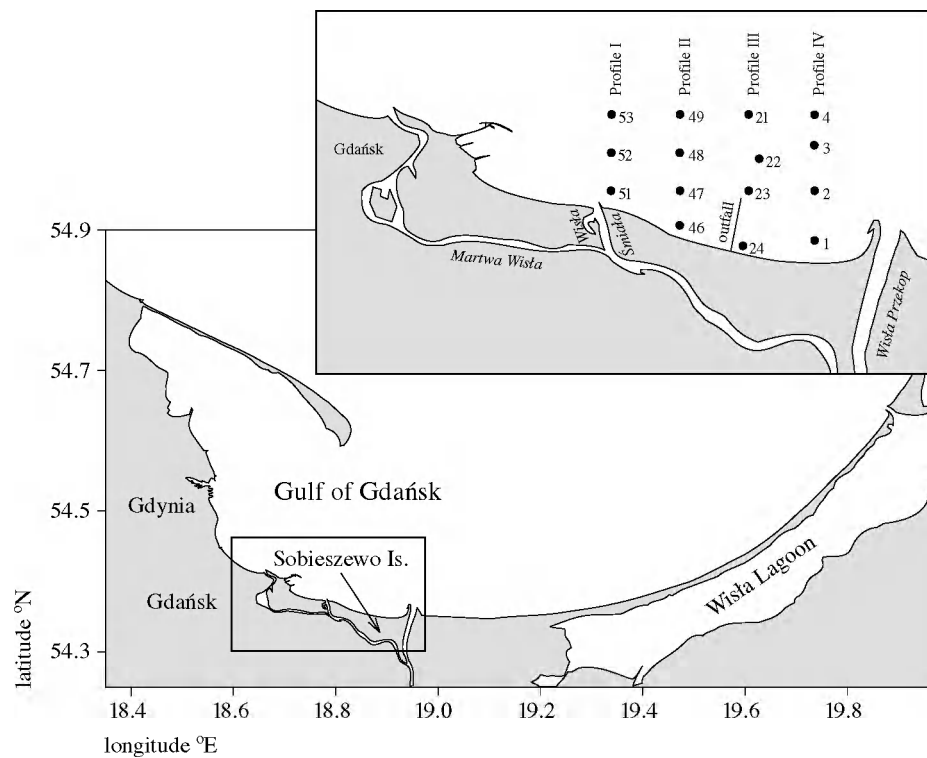 Profile I
Profile II
Profile III
Profile IV
53
49
21
4
3
Gdańsk
52
48
22
51
47
23
2
46
Wisła
Śmiała
outfall
24
1
Martwa Wisła
Wisła Przekop
54.9
54.7
54.5
54.3
latitude °N
Gdynia
Gulf of Gdańsk
Sobieszewo Is.
Gdańsk
Wisła Lagoon
18.4 18.6 18.8 19.0 19.2 19.4 19.6 19.8
longitude °E